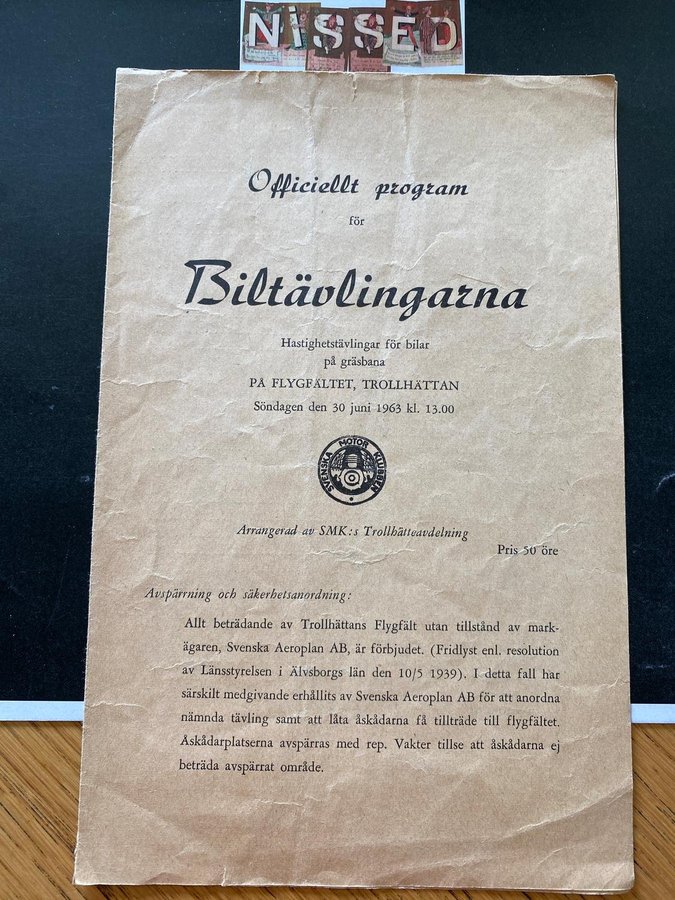 NiSSED
Officiellt program
för
Biltävlingarna
Hastighetstävlingar för bilar
på gräsbana
PÅ FLYGFÄLTET, TROLLHÄTTAN
Söndagen den 30 juni 1963 kl. 13.00
SVENSKA MOTOR KLUBBEN
Arrangerad av SMK:s Trollhätteavdelning
Pris 50 öre
Avspärrning och säkerhetsanordning:
Allt beträdande av Trollhättans Flygfält utan tillstånd av mark-
ägaren, Svenska Aeroplan AB, är förbjudet. (Fridlyst enl. resolution
av Länsstyrelsen i Älvsborgs län den 10/5 1939). I detta fall har
särskilt medgivande erhållits av Svenska Aeroplan AB för att anordna
nämnda tävling samt att låta åskådarna få tillträde till flygfältet.
Åskådarplatserna avspärras med rep. Vakter tillse att åskådarna ej
beträda avspärrat område.